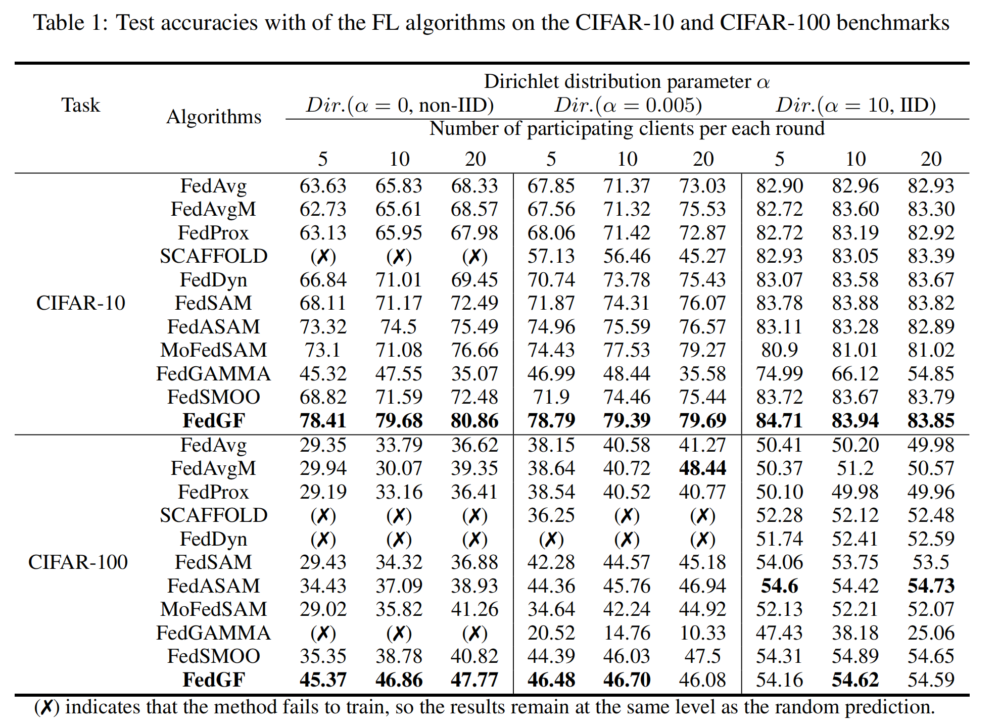 Table 1: Test accuracies with of the FL algorithms on the CIFAR-10 and CIFAR-100 benchmarks
Dirichlet distribution parameter α
Task Algorithms Dir.(α = 0, non-IID) Dir.(α = 0.005) Dir.(α = 10, IID)
Number of participating clients per each round
5 10 20 5 10 20 5 10 20
FedAvg 63.63 65.83 68.33 67.85 71.37 73.03 82.90 82.96 82.93
FedAvgM 62.73 65.61 68.57 67.56 71.32 75.53 82.72 83.60 83.30
FedProx 63.13 65.95 67.98 68.06 71.42 72.87 82.72 83.19 82.92
SCAFFOLD (✗) (✗) (✗) 57.13 56.46 45.27 82.93 83.05 83.39
FedDyn 66.84 71.01 69.45 70.74 73.78 75.43 83.07 83.58 83.67
CIFAR-10 FedSAM 68.11 71.17 72.49 71.87 74.31 76.07 83.78 83.88 83.82
FedASAM 73.32 74.5 75.49 74.96 75.59 76.57 83.11 83.28 82.89
MoFedSAM 73.1 71.08 76.66 74.43 77.53 79.27 80.9 81.01 81.02
FedGAMMA 45.32 47.55 35.07 46.99 48.44 35.58 74.99 66.12 54.85
FedSMOO 68.82 71.59 72.48 71.9 74.46 75.44 83.72 83.67 83.79
FedGF 78.41 79.68 80.86 78.79 79.39 79.69 84.71 83.94 83.85
FedAvg 29.35 33.79 36.62 38.15 40.58 41.27 50.41 50.20 49.98
FedAvgM 29.94 30.07 39.35 38.64 40.72 48.44 50.37 51.2 50.57
FedProx 29.19 33.16 36.41 38.54 40.52 40.77 50.10 49.98 49.96
SCAFFOLD (✗) (✗) (✗) 36.25 (✗) (✗) 52.28 52.12 52.48
FedDyn (✗) (✗) (✗) (✗) (✗) (✗) 51.74 52.41 52.59
CIFAR-100 FedSAM 29.43 34.32 36.88 42.28 44.57 45.18 54.06 53.75 53.5
FedASAM 34.43 37.09 38.93 44.36 45.76 46.94 54.6 54.42 54.73
MoFedSAM 29.02 35.82 41.26 34.64 42.24 44.92 52.13 52.21 52.07
FedGAMMA (✗) (✗) (✗) 20.52 14.76 10.33 47.43 38.18 25.06
FedSMOO 35.35 38.78 40.82 44.39 46.03 47.5 54.31 54.89 54.65
FedGF 45.37 46.86 47.77 46.48 46.70 46.08 54.16 54.62 54.59
(✗) indicates that the method fails to train, so the results remain at the same level as the random prediction.